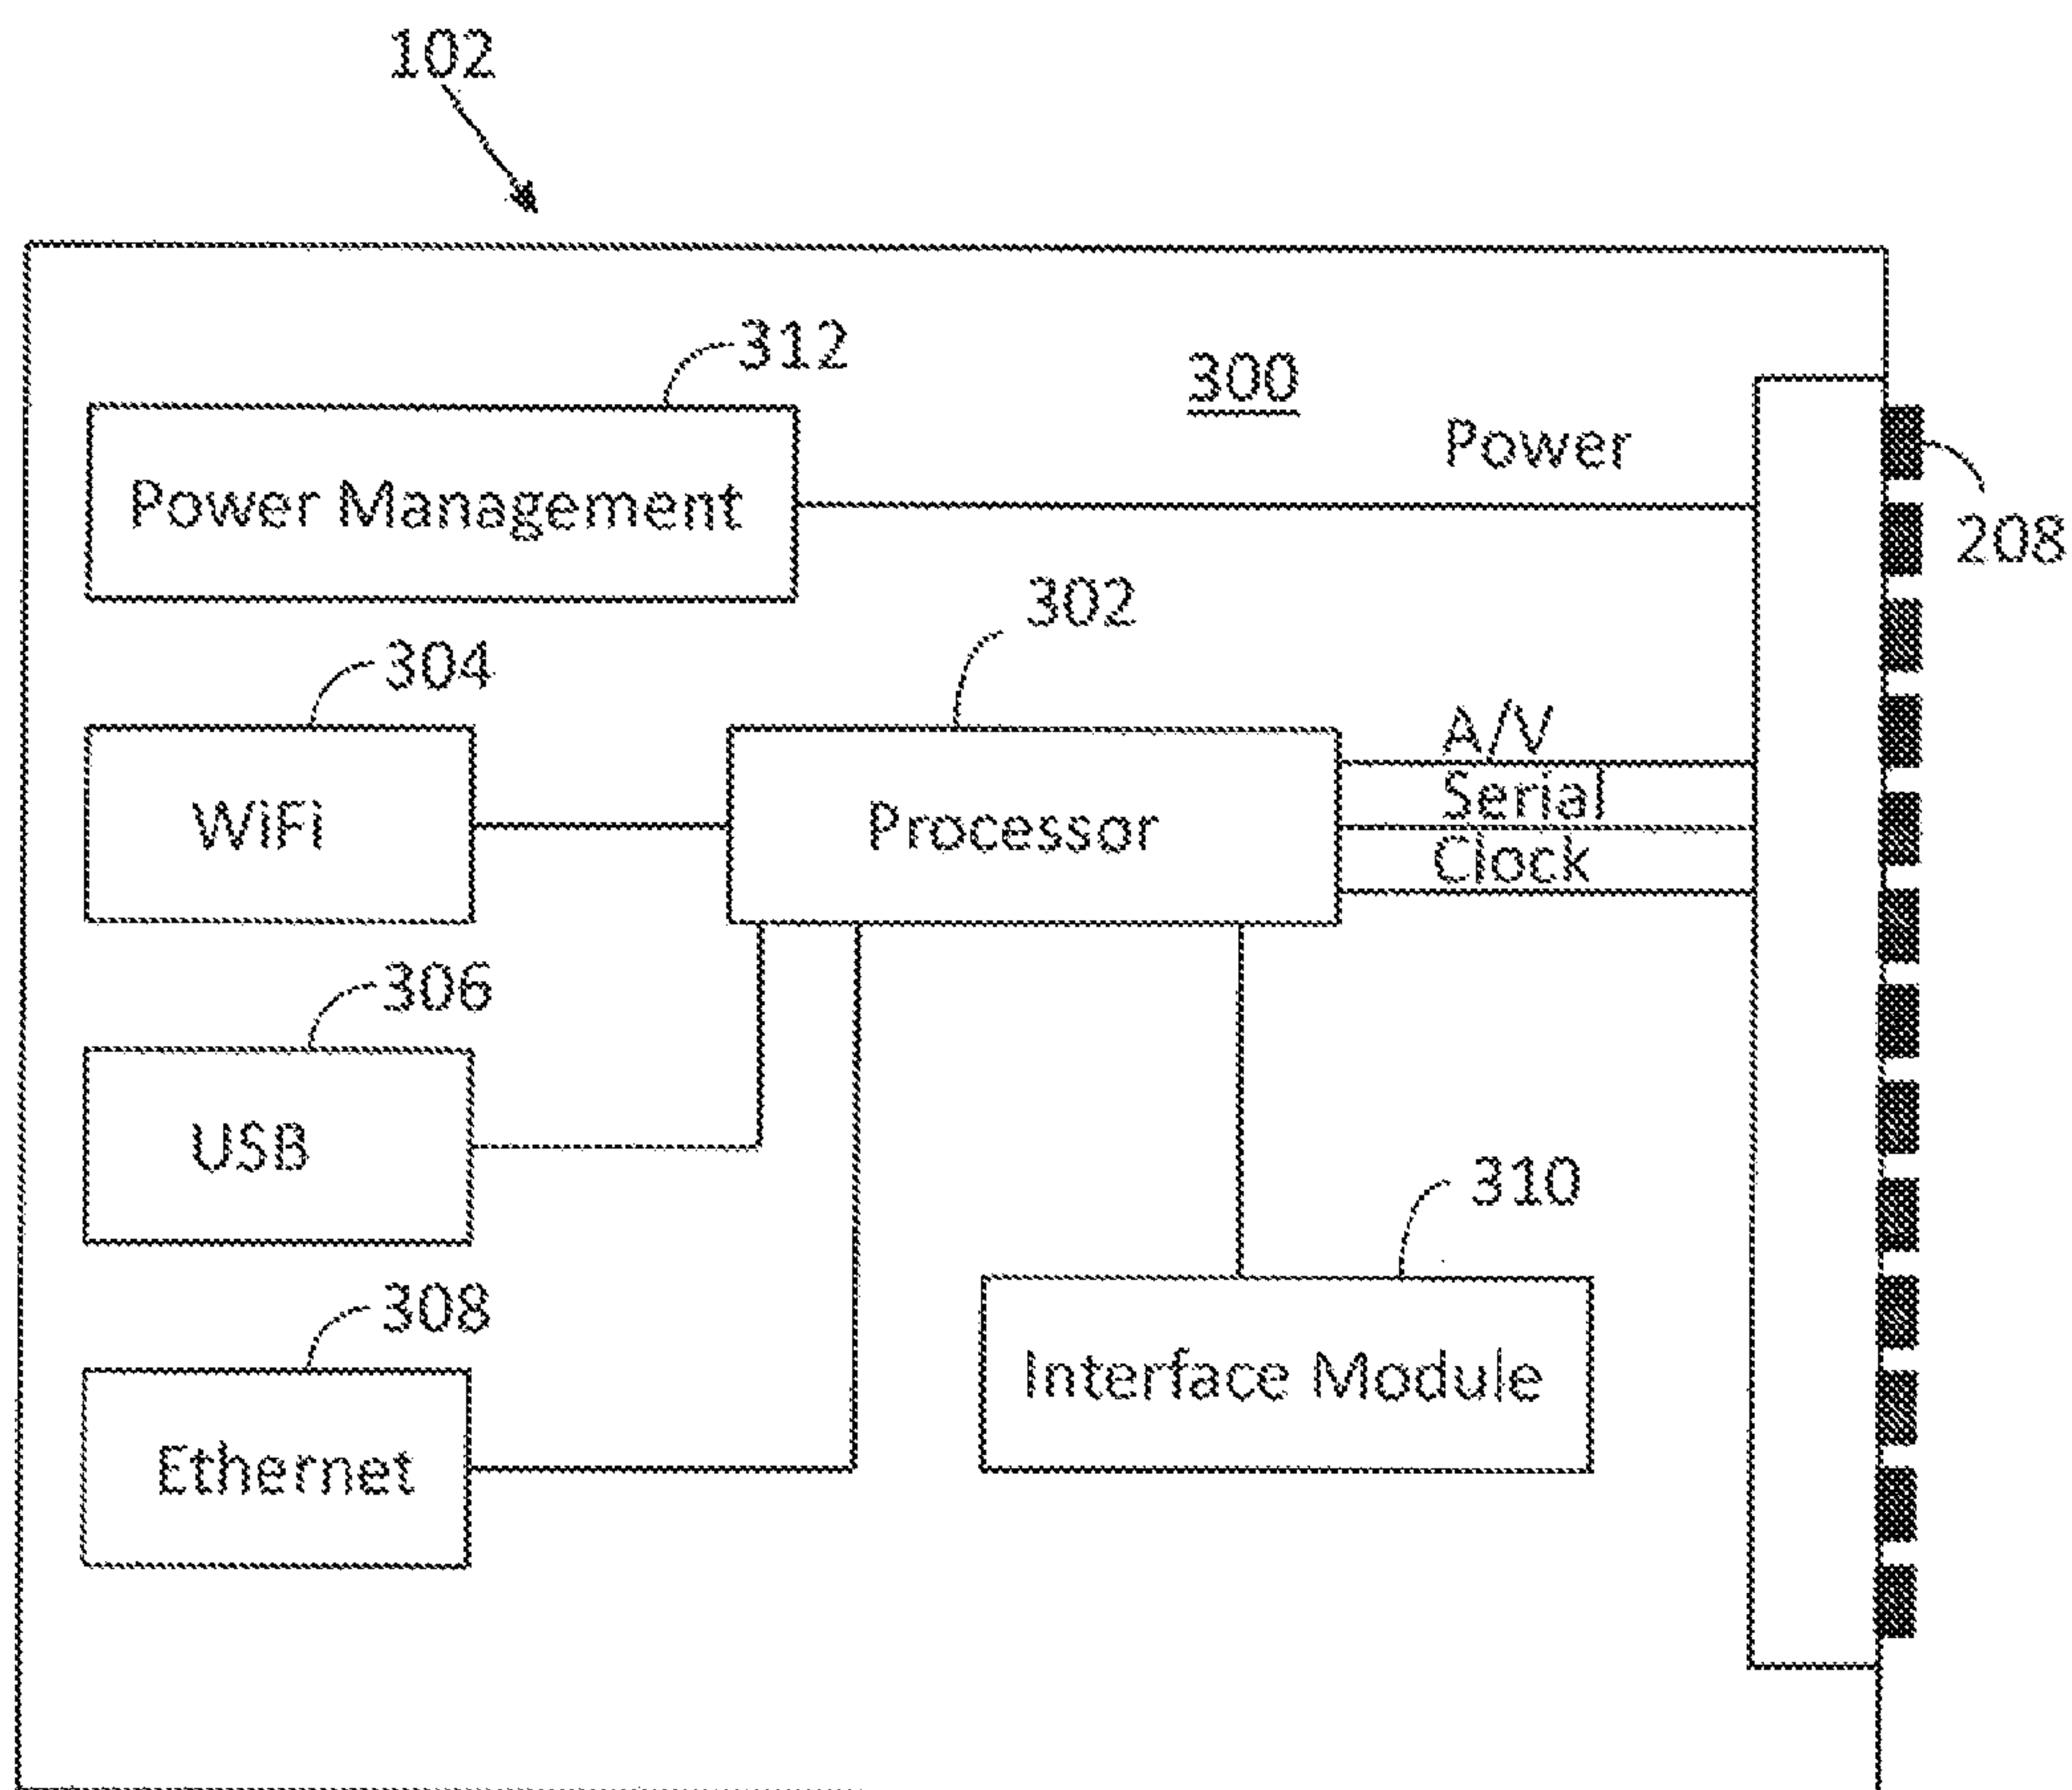 102
312
300
Power
Power Management
208
302
304
A/V
Serial
WiFi
Processor
Clock
306
USB
310
308
Interface Module
Ethernet